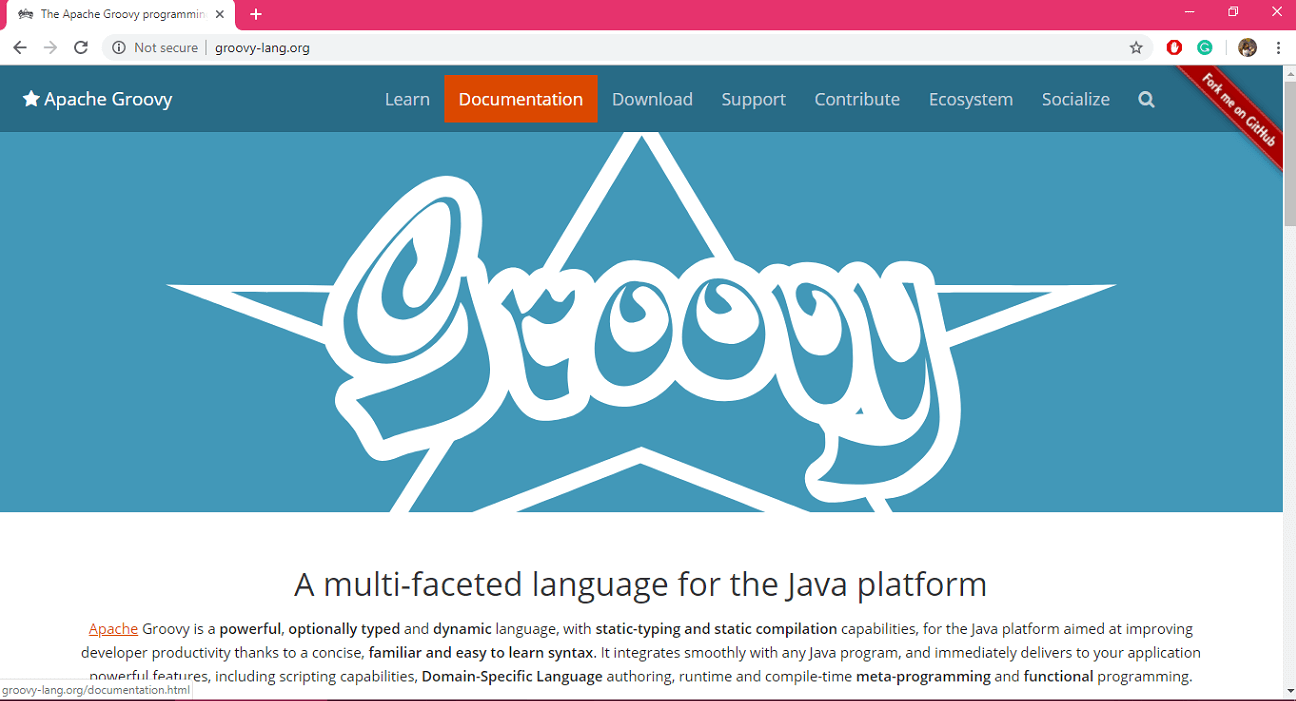 The Apache Groovy programmin
Not secure groovy-lang.org
Apache Groovy Learn Documentation Download Support Contribute Ecosystem Socialize
Fork me on GitHub
Groovy
A multi-faceted language for the Java platform
Apache Groovy is a powerful, optionally typed and dynamic language, with static-typing and static compilation capabilities, for the Java platform aimed at improving
developer productivity thanks to a concise, familiar and easy to learn syntax. It integrates smoothly with any Java program, and immediately delivers to your application
powerful features, including scripting capabilities, Domain-Specific Language authoring, runtime and compile-time meta-programming and functional programming.
groovy-lang.org/documentation.html